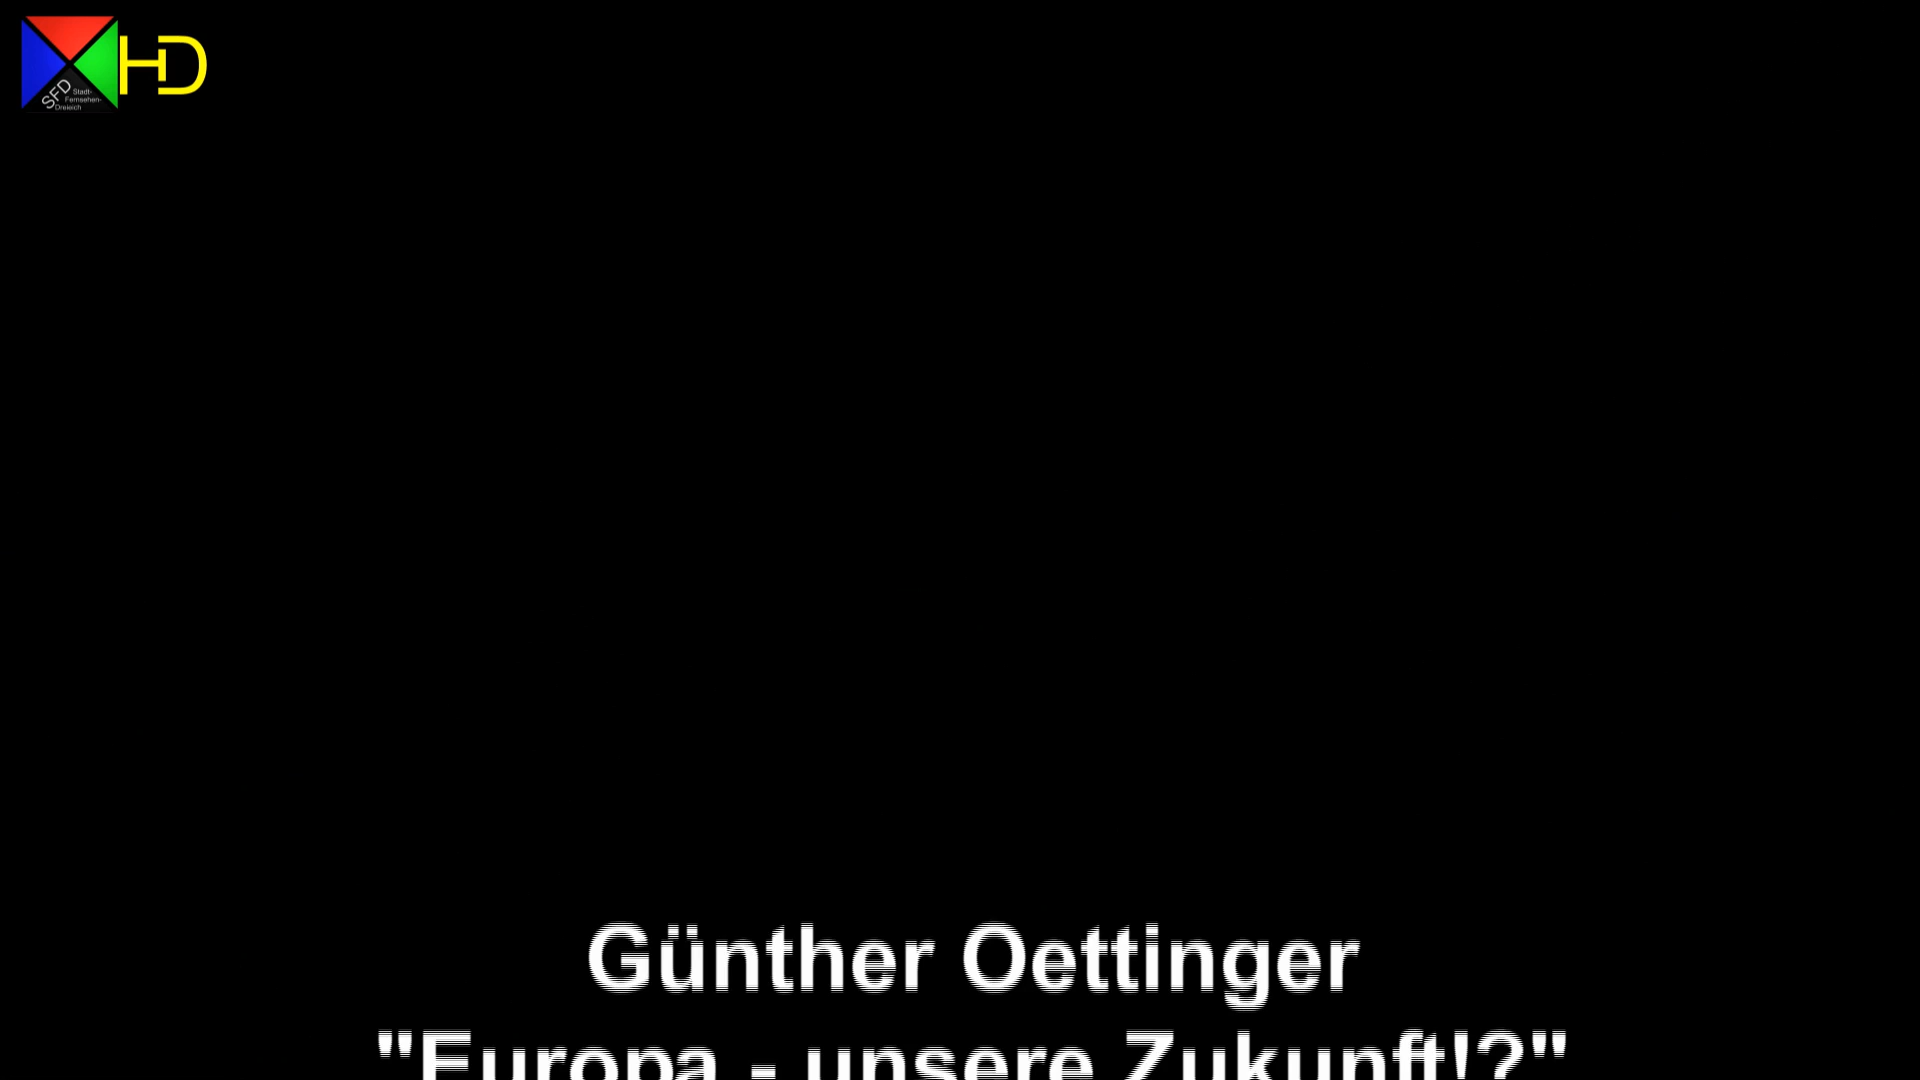 HD
SFD
Stadt-
Fernsehen-
Dreieich
Günther Oettinger
"Europa - unsere Zukunft!?"